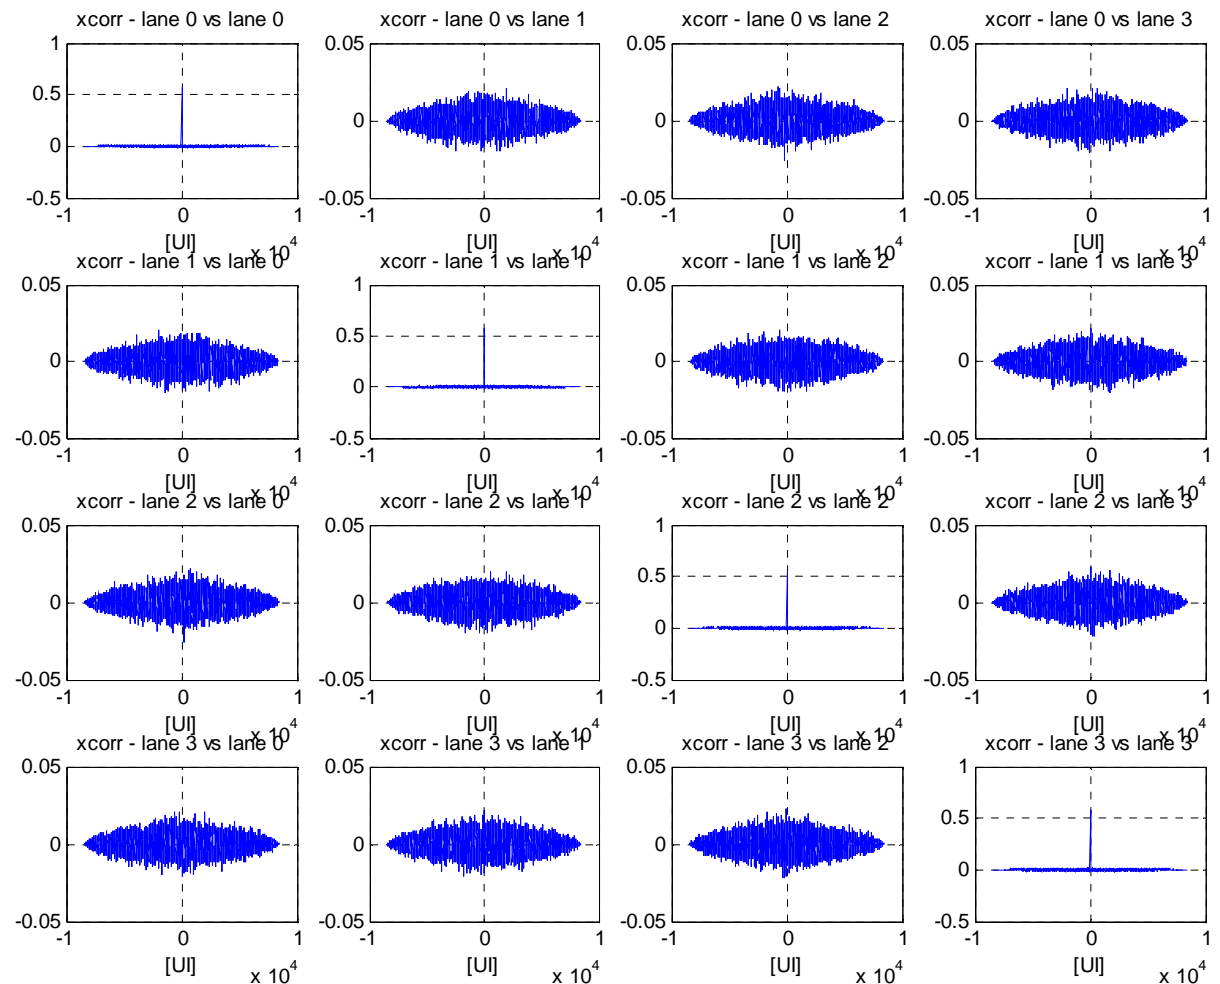 xcorr - lane 0 vs lane 0
xcorr - lane 0 vs lane 1
xcorr - lane 0 vs lane 2
xcorr - lane 0 vs lane 3
1
0.5
0
-0.5
-1 0 1
[UI]
x 10^4
0.05
0
-0.05
-1 0 1
[UI]
x 10^4
0.05
0
-0.05
-1 0 1
[UI]
x 10^4
0.05
0
-0.05
-1 0 1
[UI]
x 10^4
xcorr - lane 1 vs lane 0
xcorr - lane 1 vs lane 1
xcorr - lane 1 vs lane 2
xcorr - lane 1 vs lane 3
0.05
0
-0.05
-1 0 1
[UI]
x 10^4
1
0.5
0
-0.5
-1 0 1
[UI]
x 10^4
0.05
0
-0.05
-1 0 1
[UI]
x 10^4
0.05
0
-0.05
-1 0 1
[UI]
x 10^4
xcorr - lane 2 vs lane 0
xcorr - lane 2 vs lane 1
xcorr - lane 2 vs lane 2
xcorr - lane 2 vs lane 3
0.05
0
-0.05
-1 0 1
[UI]
x 10^4
0.05
0
-0.05
-1 0 1
[UI]
x 10^4
1
0.5
0
-0.5
-1 0 1
[UI]
x 10^4
0.05
0
-0.05
-1 0 1
[UI]
x 10^4
xcorr - lane 3 vs lane 0
xcorr - lane 3 vs lane 1
xcorr - lane 3 vs lane 2
xcorr - lane 3 vs lane 3
0.05
0
-0.05
-1 0 1
[UI]
x 10^4
0.05
0
-0.05
-1 0 1
[UI]
x 10^4
0.05
0
-0.05
-1 0 1
[UI]
x 10^4
1
0.5
0
-0.5
-1 0 1
[UI]
x 10^4